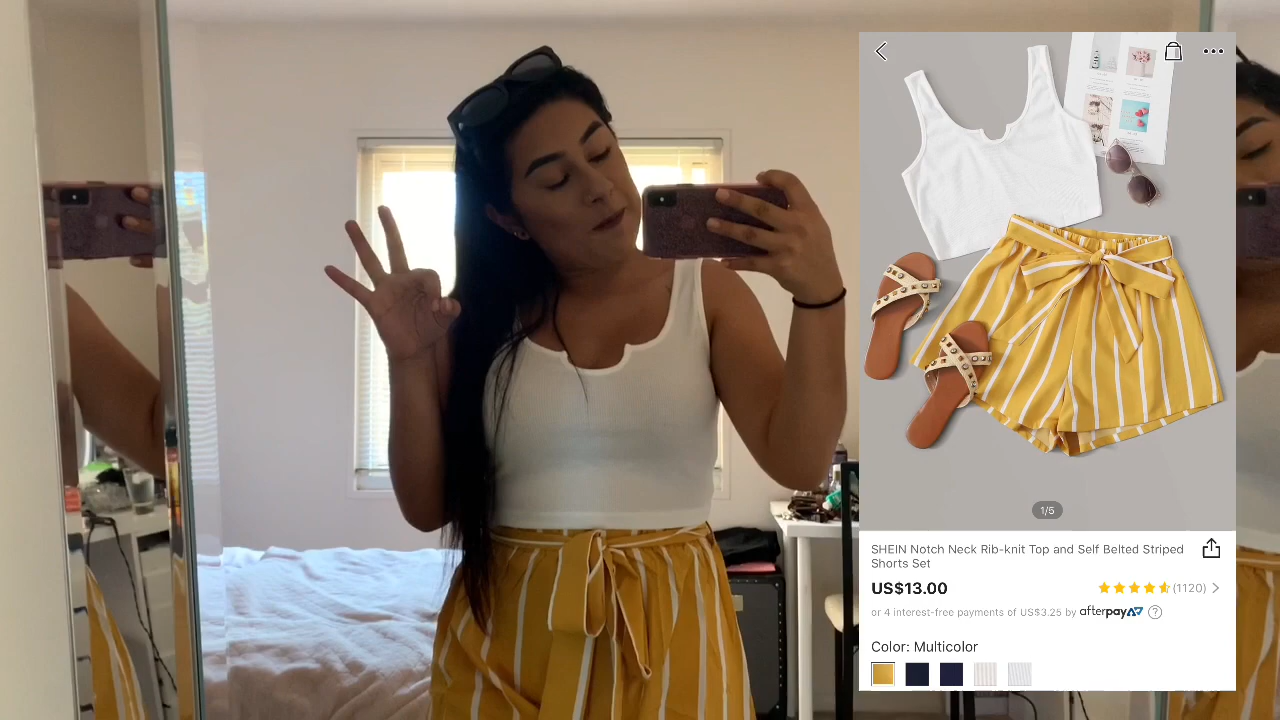 1/5
SHEIN Notch Neck Rib-knit Top and Self Belted Striped
Shorts Set
US$13.00
(1120)
or 4 interest-free payments of US$3.25 by afterpay
?
Color: Multicolor